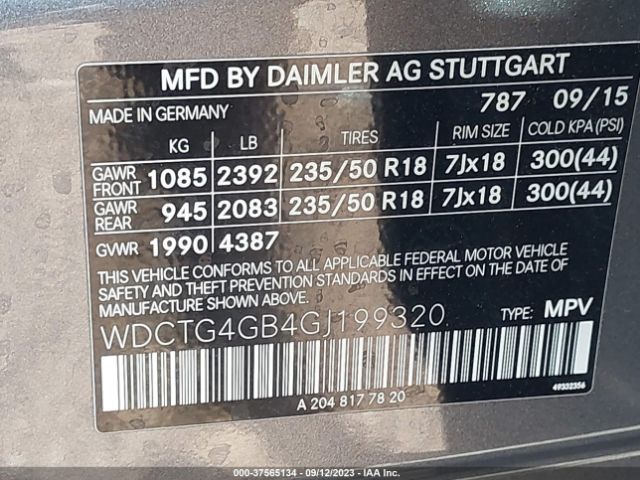 MFD BY DAIMLER AG STUTTGART
MADE IN GERMANY 787 09/15
KG LB TIRES RIM SIZE COLD KPA (PSI)
GAWR FRONT 1085 2392 235/50 R18 7Jx18 300(44)
GAWR REAR 945 2083 235/50 R18 7Jx18 300(44)
GVWR 1990 4387
THIS VEHICLE CONFORMS TO ALL APPLICABLE FEDERAL MOTOR VEHICLE
SAFETY AND THEFT PREVENTION STANDARDS IN EFFECT ON THE DATE OF
MANUFACTURE SHOWN ABOVE.
WDCTG4GB4GJ199320 TYPE: MPV
A 204 817 78 20 49332356
000-37565134 - 09/12/2023 - IAA Inc.